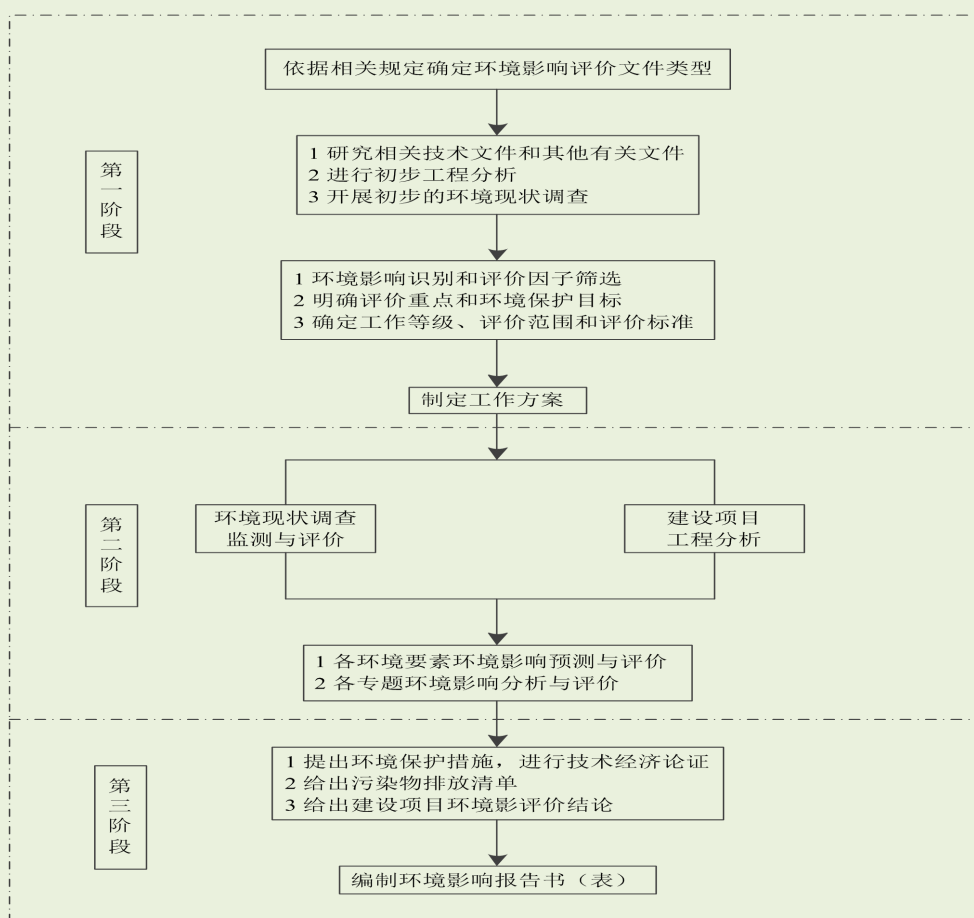 依据相关规定确定环境影响评价文件类型
第一阶段
1 研究相关技术文件和其他有关文件
2 进行初步工程分析
3 开展初步的环境现状调查
1 环境影响识别和评价因子筛选
2 明确评价重点和环境保护目标
3 确定工作等级、评价范围和评价标准
制定工作方案
第二阶段
环境现状调查
监测与评价
建设项目
工程分析
1 各环境要素环境影响预测与评价
2 各专题环境影响分析与评价
第三阶段
1 提出环境保护措施，进行技术经济论证
2 给出污染物排放清单
3 给出建设项目环境影评价结论
编制环境影响报告书（表）